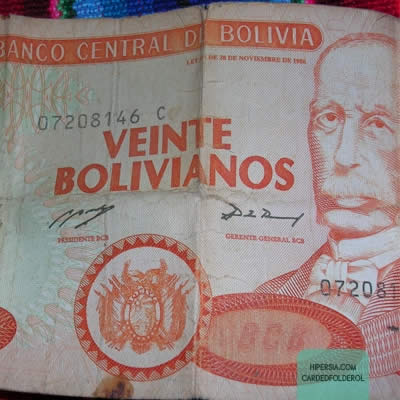 BANCO CENTRAL DE BOLIVIA
DE 28 DE NOVIEMBRE DE 1986
07208146 C
VEINTE
BOLIVIANOS
PRESIDENTE BCB
GERENTE GENERAL BCB
072081
BCB
HIPERSIA.COM
CARDEDFOLDEROL